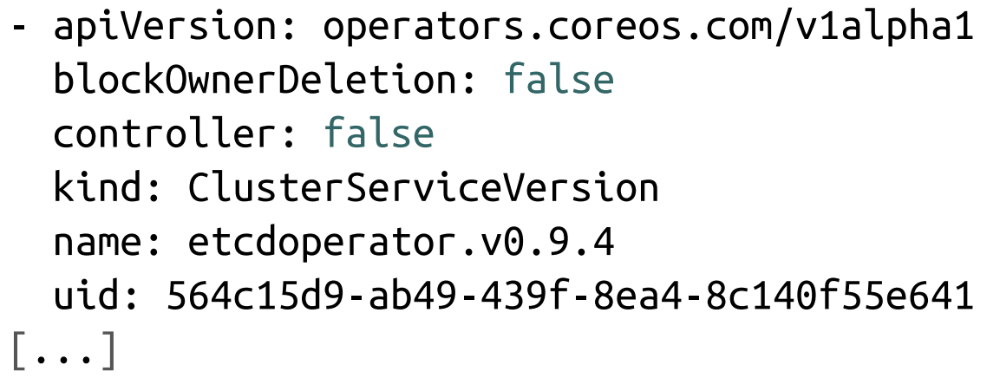 - apiVersion: operators.coreos.com/v1alpha1
  blockOwnerDeletion: false
  controller: false
  kind: ClusterServiceVersion
  name: etcdoperator.v0.9.4
  uid: 564c15d9-ab49-439f-8ea4-8c140f55e641
[...]